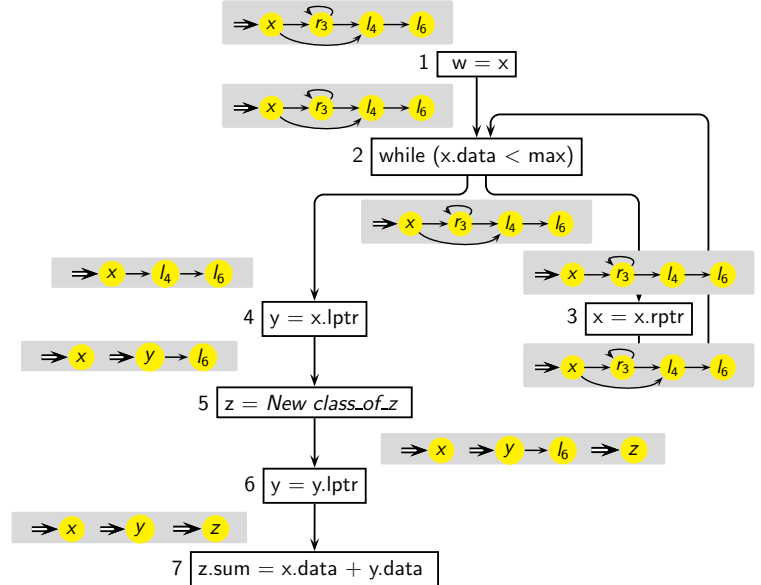 x r3 l4 l6
1 w = x
x r3 l4 l6
2 while (x.data < max)
x r3 l4 l6
x l4 l6
x r3 l4 l6
4 y = x.lptr
3 x = x.rptr
x y l6
x r3 l4 l6
5 z = New class_of_z
x y l6 z
6 y = y.lptr
x y z
7 z.sum = x.data + y.data